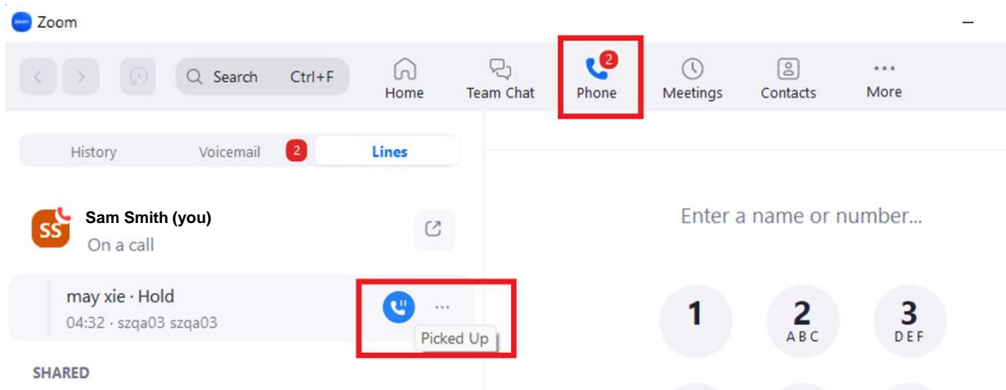 zoom Zoom
Search Ctrl+F
Home
Team Chat
2
Phone
Meetings
Contacts
More
History
Voicemail 2
Lines
SS
Sam Smith (you)
On a call
may xie · Hold
04:32 · szqa03 szqa03
Picked Up
SHARED
Enter a name or number...
1
2
ABC
3
DEF